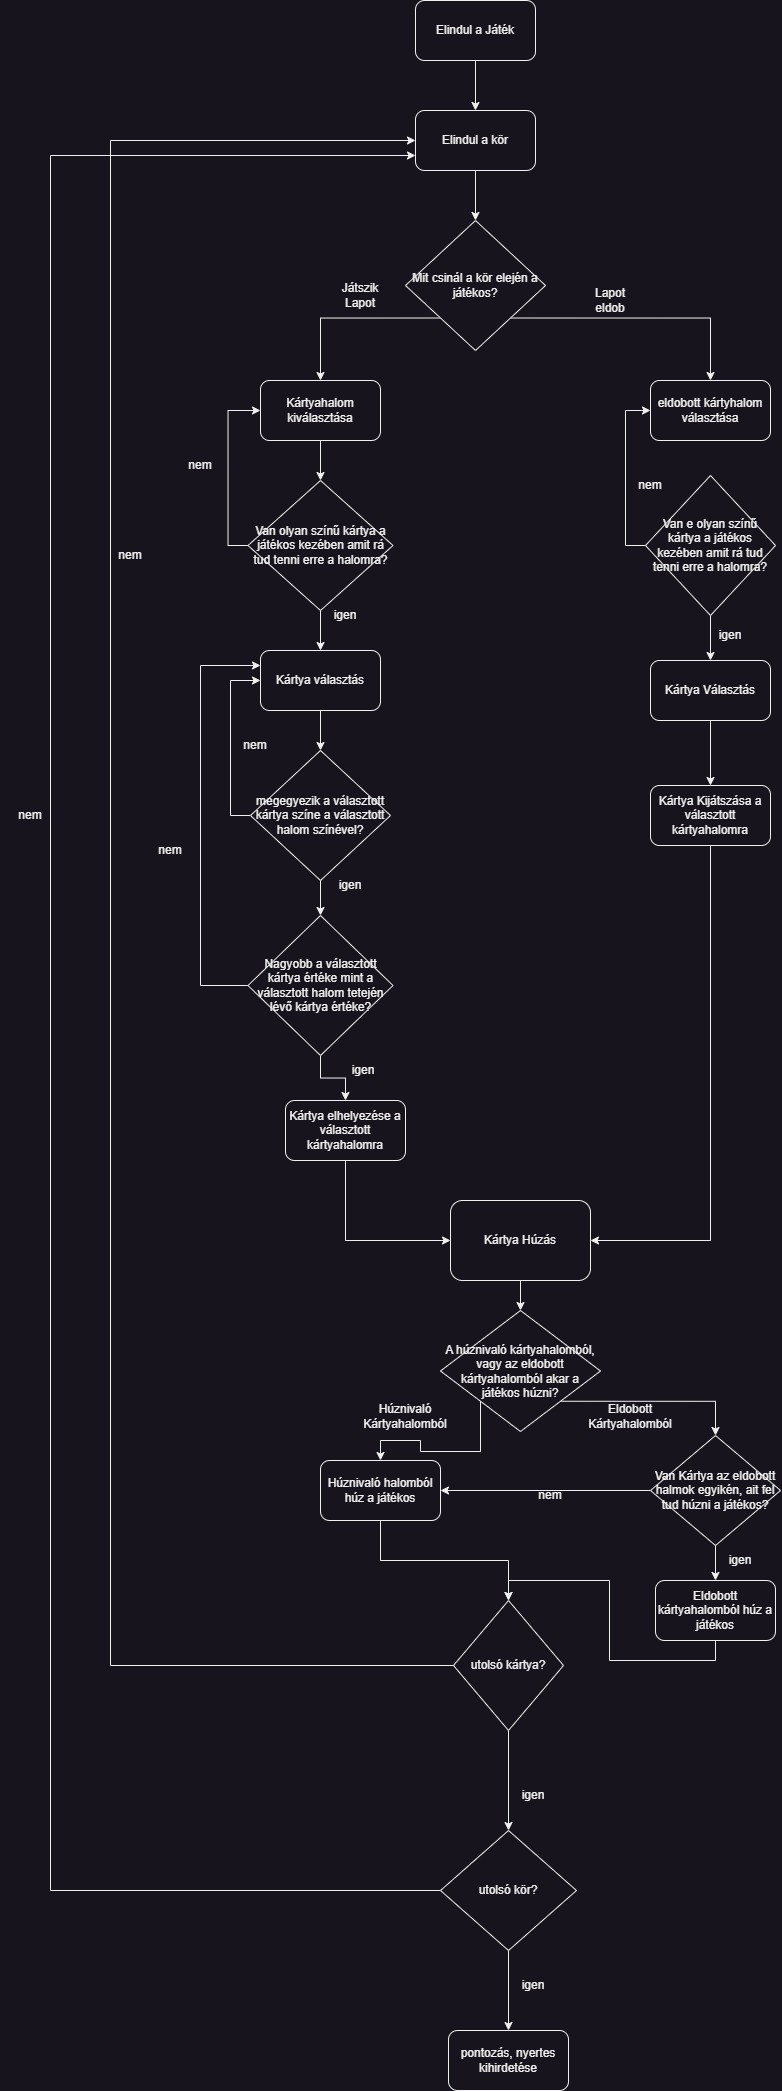 Elindul a Játék
Elindul a kör
Mit csinál a kör elején a
játékos?
Játszik
Lapot
Lapot
eldob
Kártyahalom
kiválasztása
eldobott kártyhalom
választása
nem
nem
Van olyan színű kártya a
játékos kezében amit rá
tud tenni erre a halomra?
Van e olyan színű
kártya a játékos
kezében amit rá tud
tenni erre a halomra?
nem
igen
igen
Kártya választás
Kártya Választás
nem
megegyezik a választott
kártya színe a választott
halom színével?
Kártya Kijátszása a
választott
kártyahalomra
nem
nem
igen
Nagyobb a választott
kártya értéke mint a
választott halom tetején
lévő kártya értéke?
igen
Kártya elhelyezése a
választott
kártyahalomra
Kártya Húzás
A húznivaló kártyahalomból,
vagy az eldobott
kártyahalomból akar a
játékos húzni?
Húznivaló
Kártyahalomból
Eldobott
Kártyahalomból
Húznivaló halomból
húz a játékos
nem
Van Kártya az eldobott
halmok egyikén, ait fel
tud húzni a játékos?
igen
Eldobott
kártyahalomból húz a
játékos
utolsó kártya?
igen
utolsó kör?
igen
pontozás, nyertes
kihirdetése